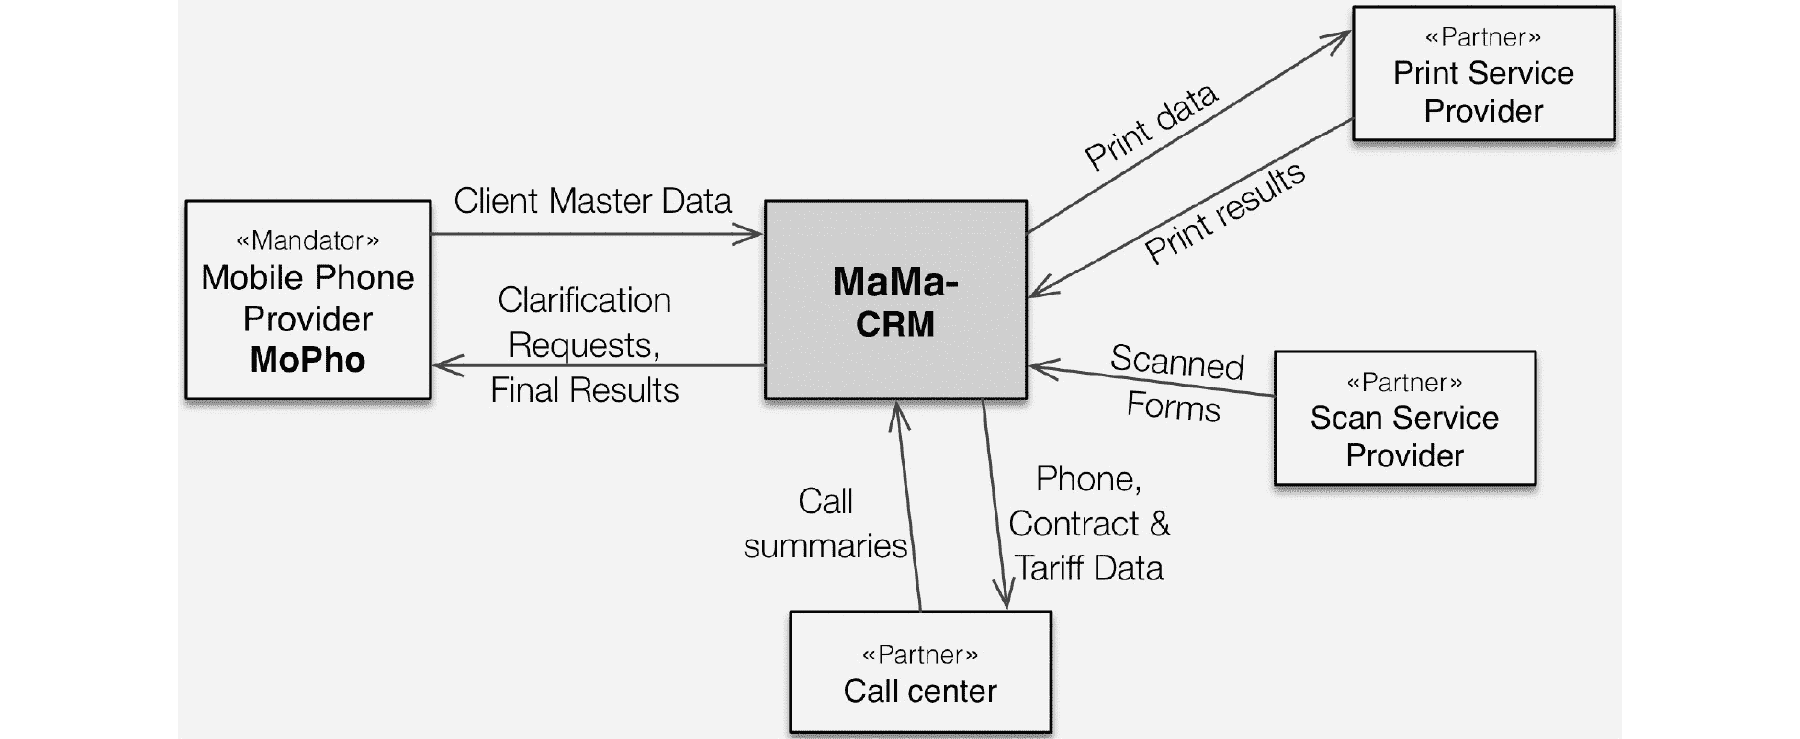 «Partner»
Print Service
Provider
Print data
Print results
Client Master Data
«Mandator»
Mobile Phone
Provider
MoPho
Clarification
Requests,
Final Results
MaMa-
CRM
Scanned
Forms
«Partner»
Scan Service
Provider
Call
summaries
Phone,
Contract &
Tariff Data
«Partner»
Call center